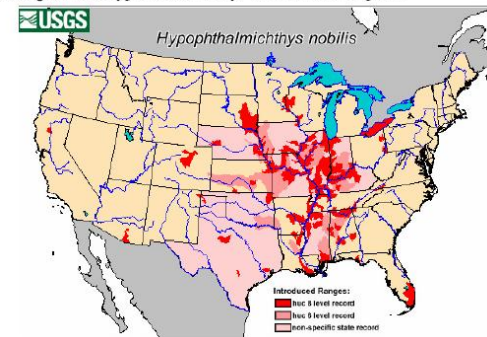 USGS
Hypophthalmichthys nobilis
Introduced Ranges:
huc 8 level record
huc 6 level record
non-specific state record